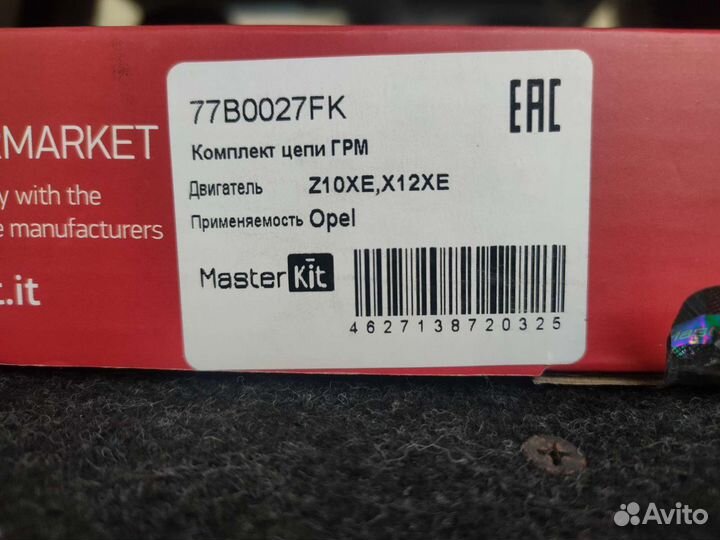 MARKET
y with the
e manufacturers
t.it
77B0027FK
EAC
Комплект цепи ГРМ
Двигатель Z10XE,X12XE
Применяемость Opel
Master Kit
4627138720325
Avito